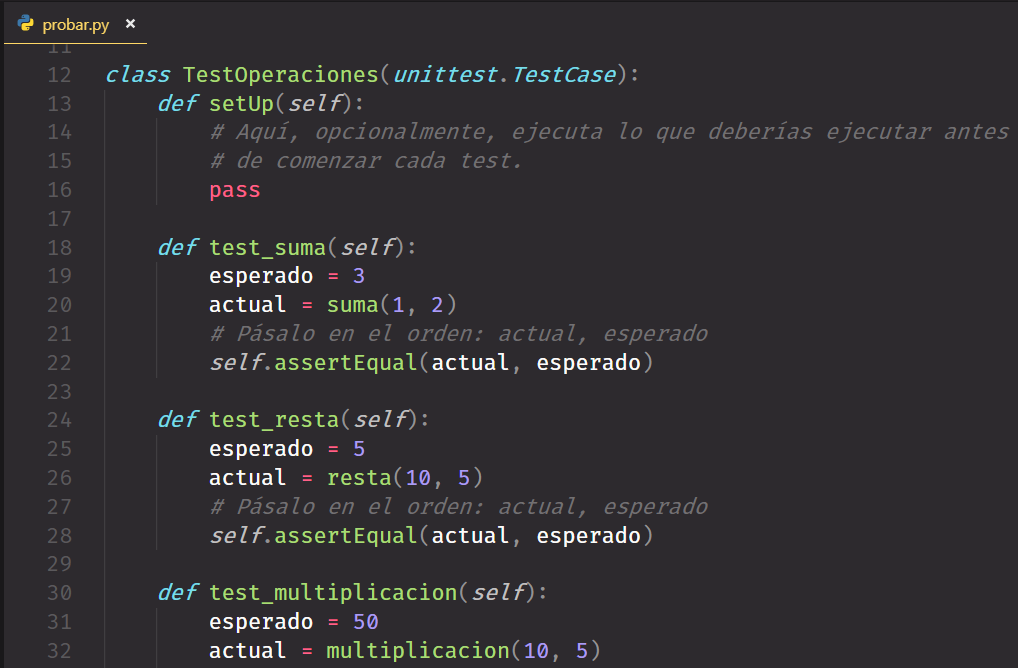 probar.py ×
11
12 class TestOperaciones(unittest.TestCase):
13     def setUp(self):
14         # Aquí, opcionalmente, ejecuta lo que deberías ejecutar antes
15         # de comenzar cada test.
16         pass
17
18     def test_suma(self):
19         esperado = 3
20         actual = suma(1, 2)
21         # Pásalo en el orden: actual, esperado
22         self.assertEqual(actual, esperado)
23
24     def test_resta(self):
25         esperado = 5
26         actual = resta(10, 5)
27         # Pásalo en el orden: actual, esperado
28         self.assertEqual(actual, esperado)
29
30     def test_multiplicacion(self):
31         esperado = 50
32         actual = multiplicacion(10, 5)